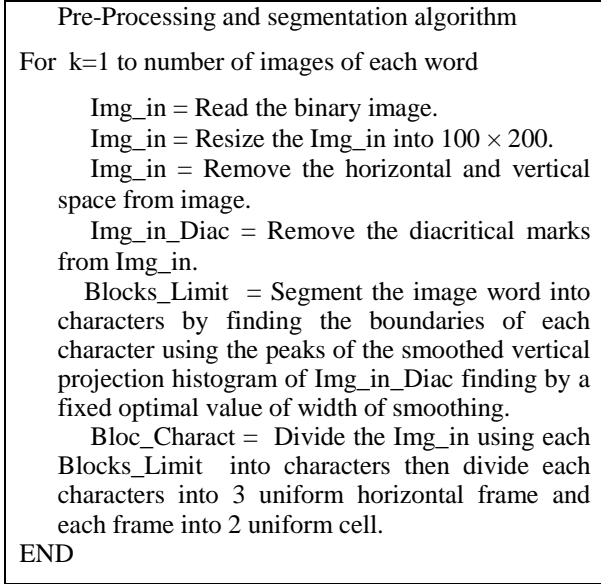 Pre-Processing and segmentation algorithm
For k=1 to number of images of each word
Img_in = Read the binary image.
Img_in = Resize the Img_in into 100 × 200.
Img_in = Remove the horizontal and vertical
space from image.
Img_in_Diac = Remove the diacritical marks
from Img_in.
Blocks_Limit = Segment the image word into
characters by finding the boundaries of each
character using the peaks of the smoothed vertical
projection histogram of Img_in_Diac finding by a
fixed optimal value of width of smoothing.
Bloc_Charact = Divide the Img_in using each
Blocks_Limit into characters then divide each
characters into 3 uniform horizontal frame and
each frame into 2 uniform cell.
END